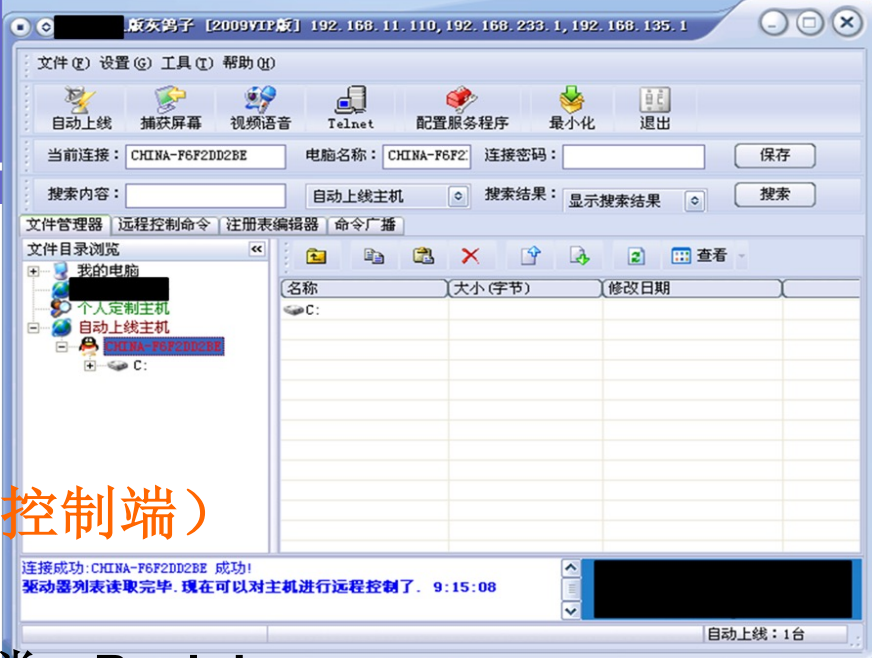 版灰鸽子 [2009VIP版] 192.168.11.110,192.168.233.1,192.168.135.1
文件(F) 设置(G) 工具(T) 帮助(H)
自动上线 捕获屏幕 视频语音 Telnet 配置服务程序 最小化 退出
当前连接： CHINA-F6F2DD2BE 电脑名称： CHINA-F6F2 连接密码： 保存
搜索内容： 自动上线主机 搜索结果： 显示搜索结果 搜索
文件管理器 远程控制命令 注册表编辑器 命令广播
文件目录浏览 « 查看
我的电脑
名称 大小(字节) 修改日期
个人定制主机 C:
自动上线主机
CHINA-F6F2DD2BE
C:
控制端）
连接成功:CHINA-F6F2DD2BE 成功!
驱动器列表读取完毕.现在可以对主机进行远程控制了. 9:15:08
自动上线：1台